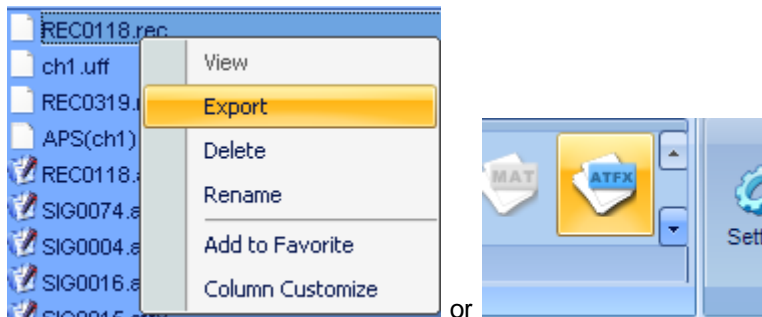 REC0118.rec
ch1.uff
View
REC0319.
Export
APS(ch1)
Delete
REC0118.
Rename
SIG0074.
SIG0004.
Add to Favorite
SIG0016.
Column Customize
or
MAT
ATFX
Sett